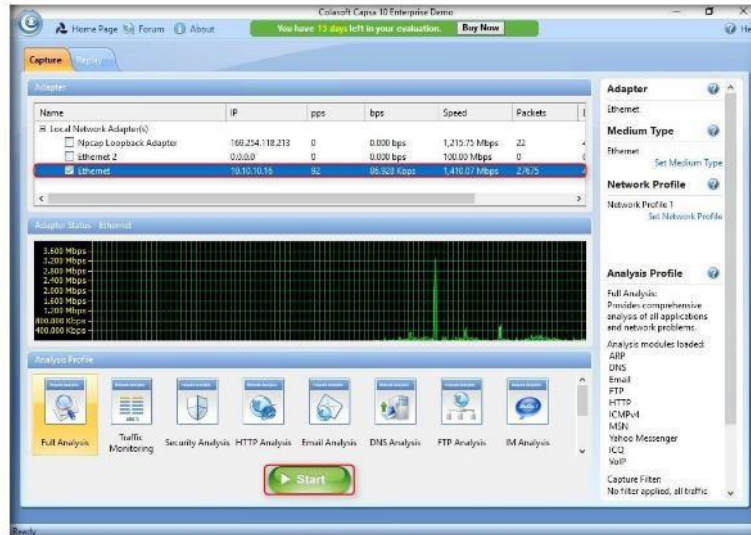 Colasoft Capsa 10 Enterprise Demo
Home Page Forum About
You have 15 days left in your evaluation. Buy Now
He
Capture Replay
Adapter
Name IP pps bps Speed Packets
Local Network Adapter(s)
Npcap Loopback Adapter 169.254.118.213 0 0.000 bps 1,215.75 Mbps 22
Ethernet 2 0.0.0.0 0 0.000 bps 100.00 Mbps 0
Ethernet 10.10.10.16 92 86.928 Kbps 1,410.07 Mbps 27675
Adapter Status - Ethernet
3.600 Mbps
3.200 Mbps
2.800 Mbps
2.400 Mbps
2.000 Mbps
1.600 Mbps
1.200 Mbps
800.000 Kbps
400.000 Kbps
Analysis Profile
Full Analysis
Traffic Monitoring
Security Analysis
HTTP Analysis
Email Analysis
DNS Analysis
FTP Analysis
IM Analysis
Start
Adapter
Ethernet
Medium Type
Ethernet
Set Medium Type
Network Profile
Network Profile 1
Set Network Profile
Analysis Profile
Full Analysis:
Provides comprehensive
analysis of all applications
and network problems.
Analysis modules loaded:
ARP
DNS
Email
FTP
HTTP
ICMPv4
MSN
Yahoo Messenger
ICQ
VoIP
Capture Filter:
No filter applied, all traffic
Ready